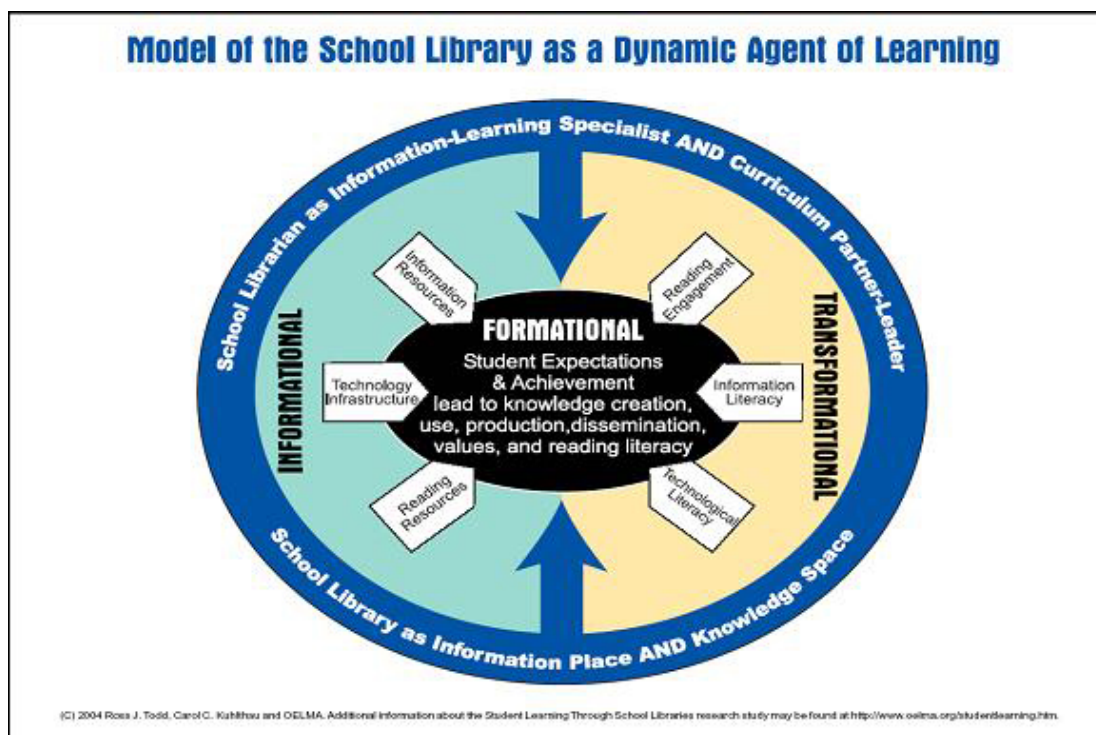 Model of the School Library as a Dynamic Agent of Learning
School Librarian as Information-Learning Specialist AND Curriculum Partner-Leader
INFORMATIONAL
Information
Resources
Technology
Infrastructure
Reading
Resources
FORMATIONAL
Student Expectations
& Achievement
lead to knowledge creation,
use, production,dissemination,
values, and reading literacy
Reading
Engagement
Information
Literacy
Technological
Literacy
TRANSFORMATIONAL
School Library as Information Place AND Knowledge Space
(C) 2004 Ross J. Todd, Carol C. Kuhlthau and OELMA. Additional information about the Student Learning Through School Libraries research study may be found at http://www.oelma.org/studentlearning.htm.